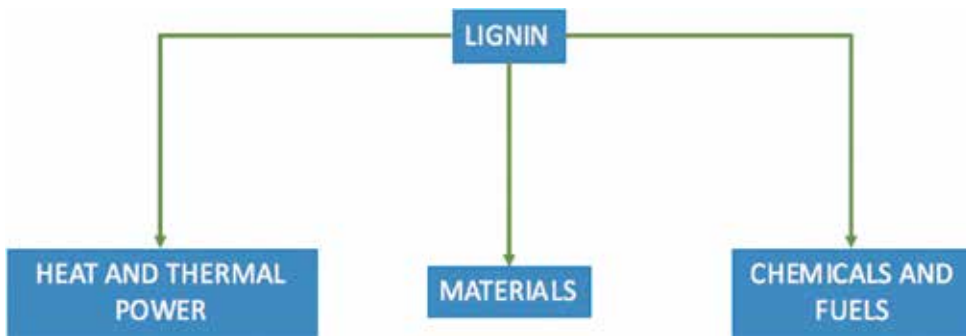 LIGNIN
HEAT AND THERMAL
POWER
MATERIALS
CHEMICALS AND
FUELS